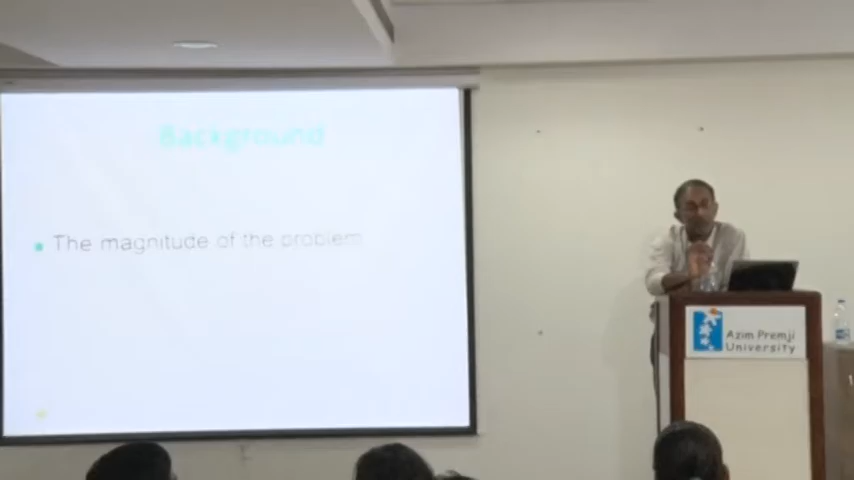 Background
The magnitude of the problem
Azim Premji
University